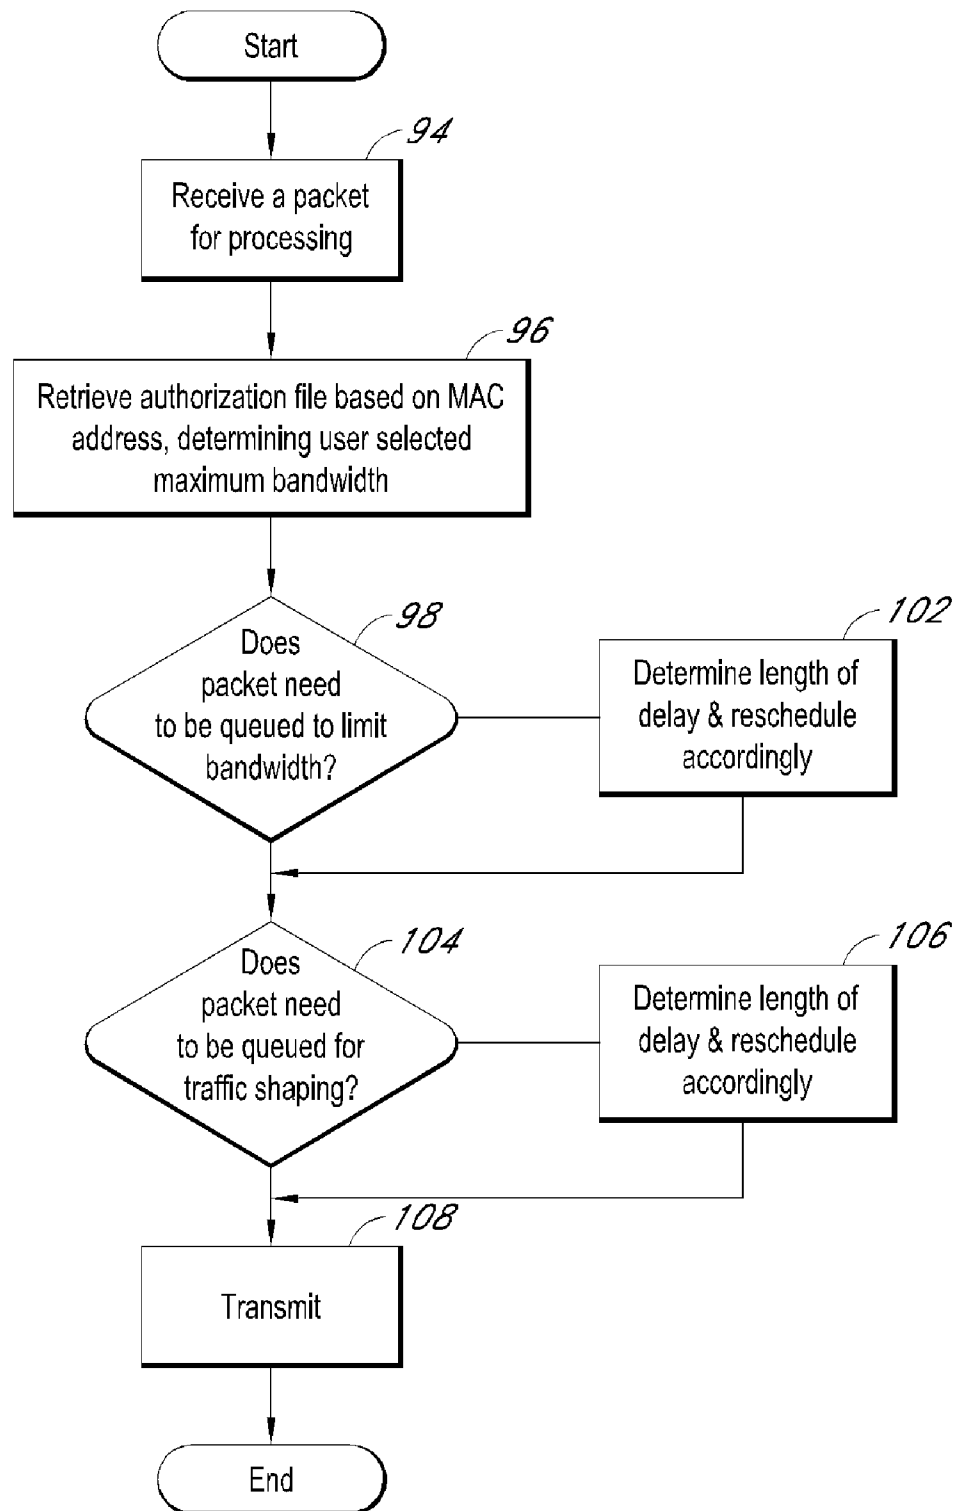 Start
94
Receive a packet
for processing
96
Retrieve authorization file based on MAC
address, determining user selected
maximum bandwidth
98
Does
packet need
to be queued to limit
bandwidth?
102
Determine length of
delay & reschedule
accordingly
104
Does
packet need
to be queued for
traffic shaping?
106
Determine length of
delay & reschedule
accordingly
108
Transmit
End